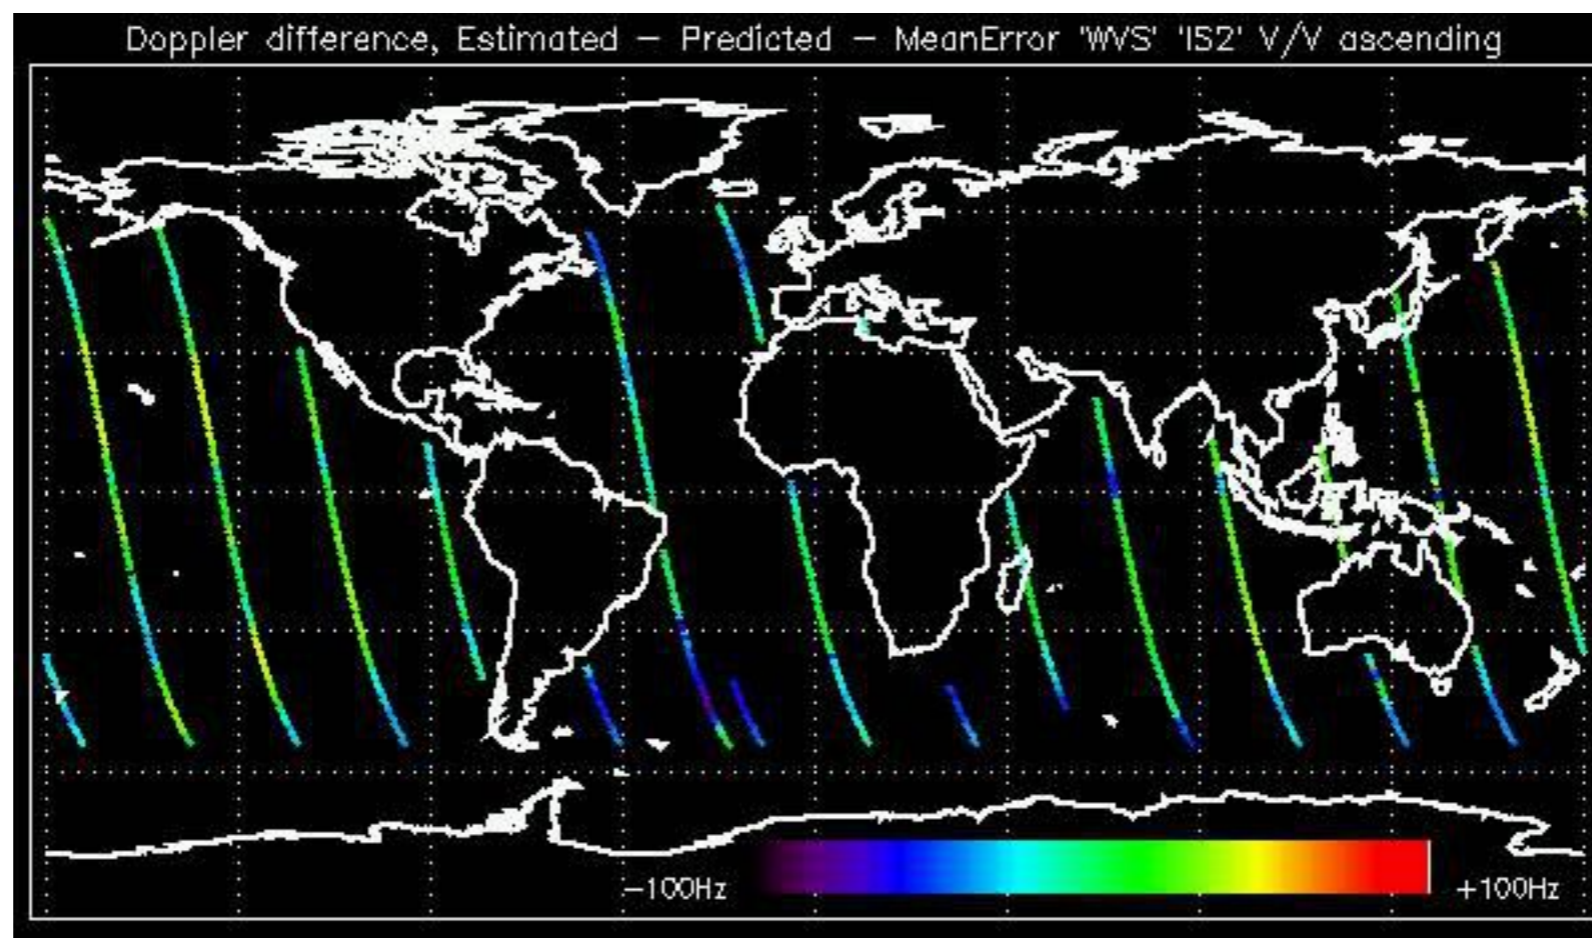 Doppler difference, Estimated – Predicted – MeanError 'WVS' 'IS2' V/V ascending
–100Hz
+100Hz